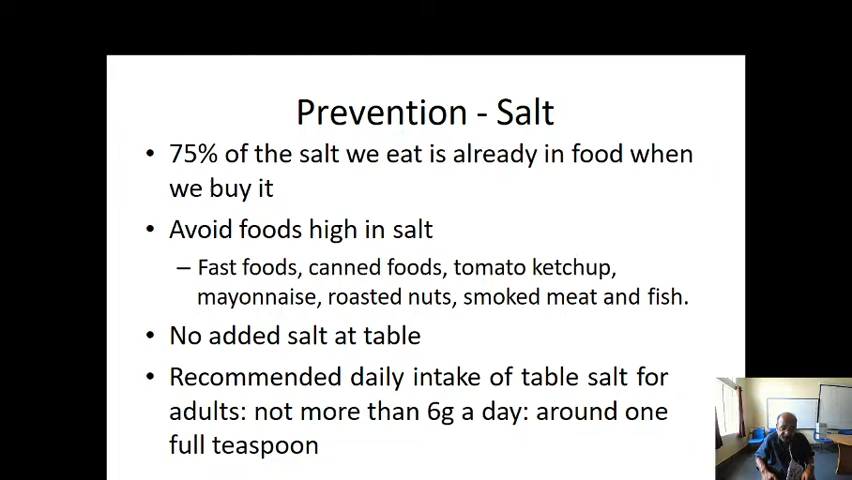 Prevention - Salt
• 75% of the salt we eat is already in food when
we buy it
• Avoid foods high in salt
– Fast foods, canned foods, tomato ketchup,
mayonnaise, roasted nuts, smoked meat and fish.
• No added salt at table
• Recommended daily intake of table salt for
adults: not more than 6g a day: around one
full teaspoon